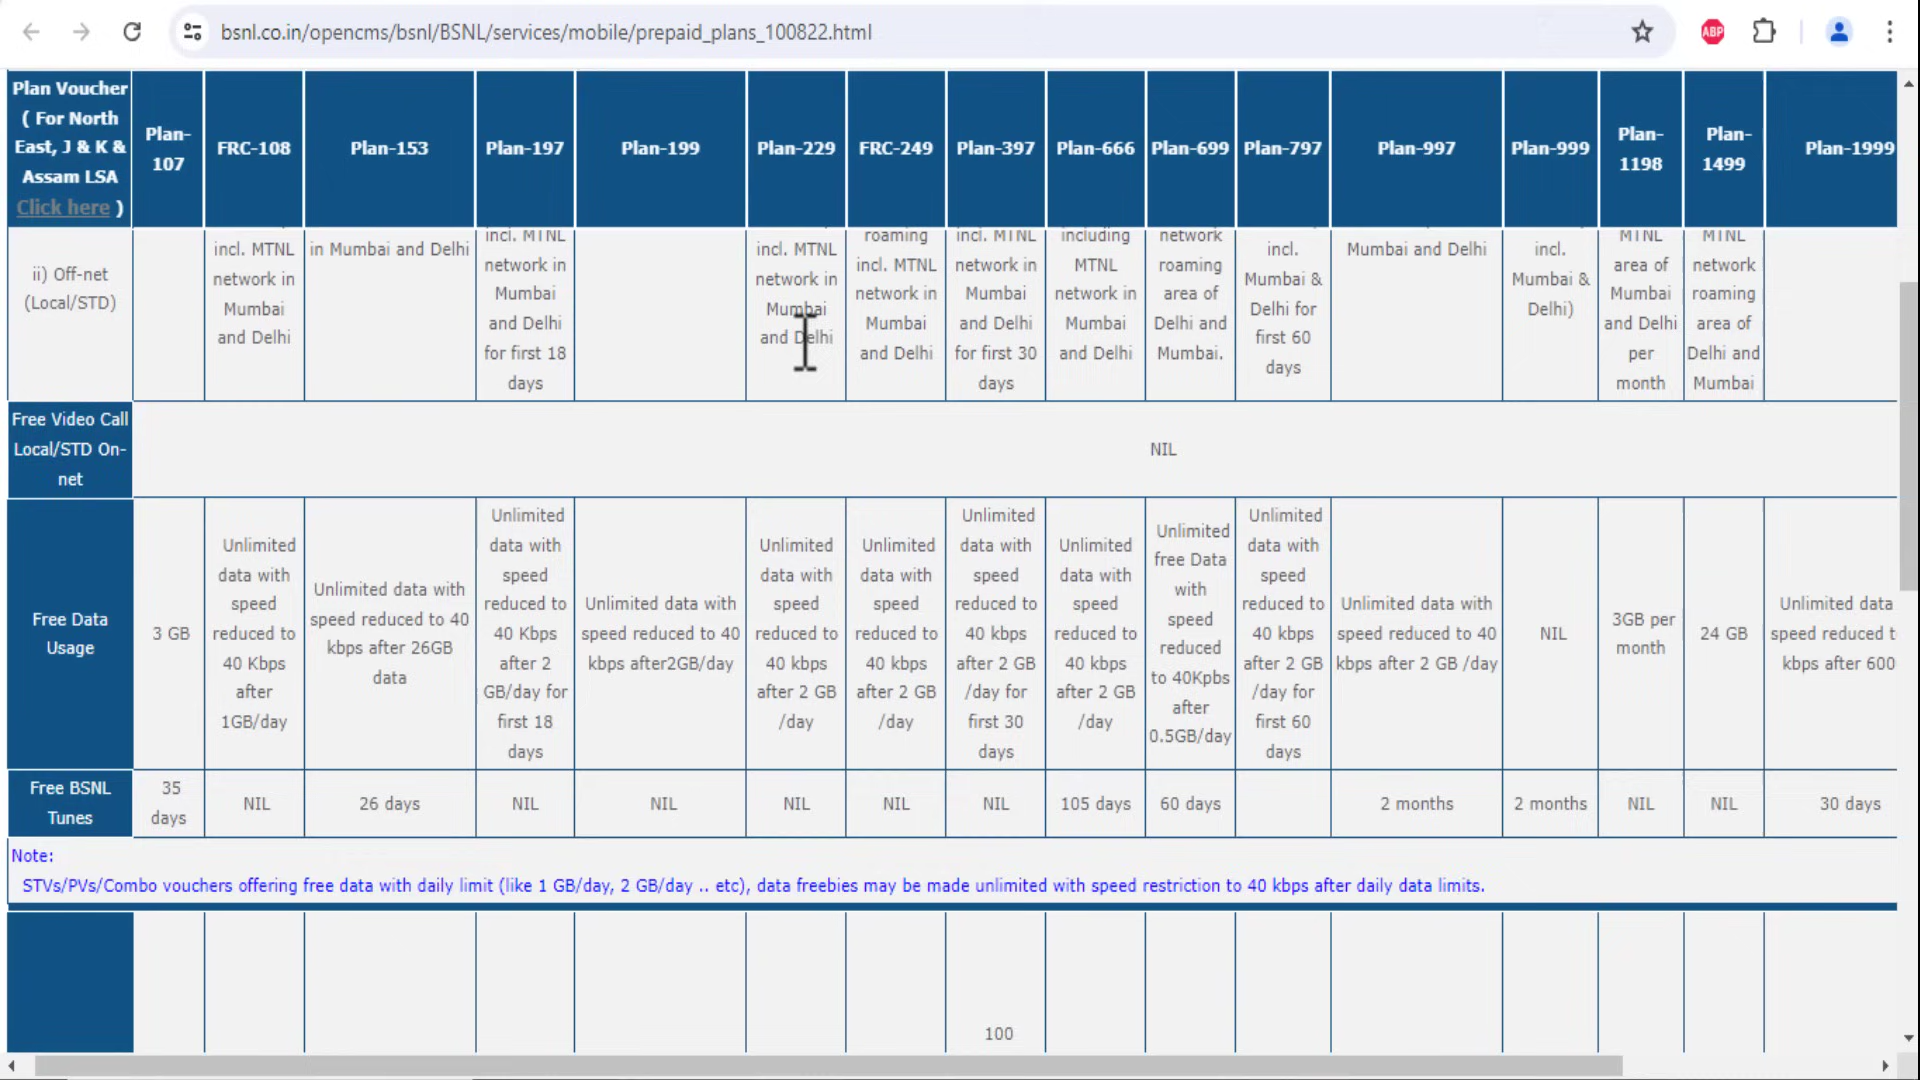 bsnl.co.in/opencms/bsnl/BSNL/services/mobile/prepaid_plans_100822.html
ABP
Plan Voucher
( For North
East, J & K &
Assam LSA
Click here )
Plan-
107
FRC-108
Plan-153
Plan-197
Plan-199
Plan-229
FRC-249
Plan-397
Plan-666
Plan-699
Plan-797
Plan-997
Plan-999
Plan-
1198
Plan-
1499
Plan-1999
ii) Off-net
(Local/STD)
incl. MTNL
network in
Mumbai
and Delhi
in Mumbai and Delhi
incl. MTNL
network in
Mumbai
and Delhi
for first 18
days
incl. MTNL
network in
Mumbai
and Delhi
roaming
incl. MTNL
network in
Mumbai
and Delhi
incl. MTNL
network in
Mumbai
and Delhi
for first 30
days
including
MTNL
network in
Mumbai
and Delhi
network
roaming
area of
Delhi and
Mumbai.
incl.
Mumbai &
Delhi for
first 60
days
Mumbai and Delhi
incl.
Mumbai &
Delhi)
MTNL
area of
Mumbai
and Delhi
per
month
MTNL
network
roaming
area of
Delhi and
Mumbai
Free Video Call
Local/STD On-
net
NIL
Free Data
Usage
3 GB
Unlimited
data with
speed
reduced to
40 Kbps
after
1GB/day
Unlimited data with
speed reduced to 40
kbps after 26GB
data
Unlimited
data with
speed
reduced to
40 Kbps
after 2
GB/day for
first 18
days
Unlimited data with
speed reduced to 40
kbps after2GB/day
Unlimited
data with
speed
reduced to
40 kbps
after 2 GB
/day
Unlimited
data with
speed
reduced to
40 kbps
after 2 GB
/day
Unlimited
data with
speed
reduced to
40 kbps
after 2 GB
/day for
first 30
days
Unlimited
data with
speed
reduced to
40 kbps
after 2 GB
/day
Unlimited
free Data
with
speed
reduced
to 40Kpbs
after
0.5GB/day
Unlimited
data with
speed
reduced to
40 kbps
after 2 GB
/day for
first 60
days
Unlimited data with
speed reduced to 40
kbps after 2 GB /day
NIL
3GB per
month
24 GB
Unlimited data
speed reduced t
kbps after 600
Free BSNL
Tunes
35
days
NIL
26 days
NIL
NIL
NIL
NIL
NIL
105 days
60 days
2 months
2 months
NIL
NIL
30 days
Note:
STVs/PVs/Combo vouchers offering free data with daily limit (like 1 GB/day, 2 GB/day .. etc), data freebies may be made unlimited with speed restriction to 40 kbps after daily data limits.
100